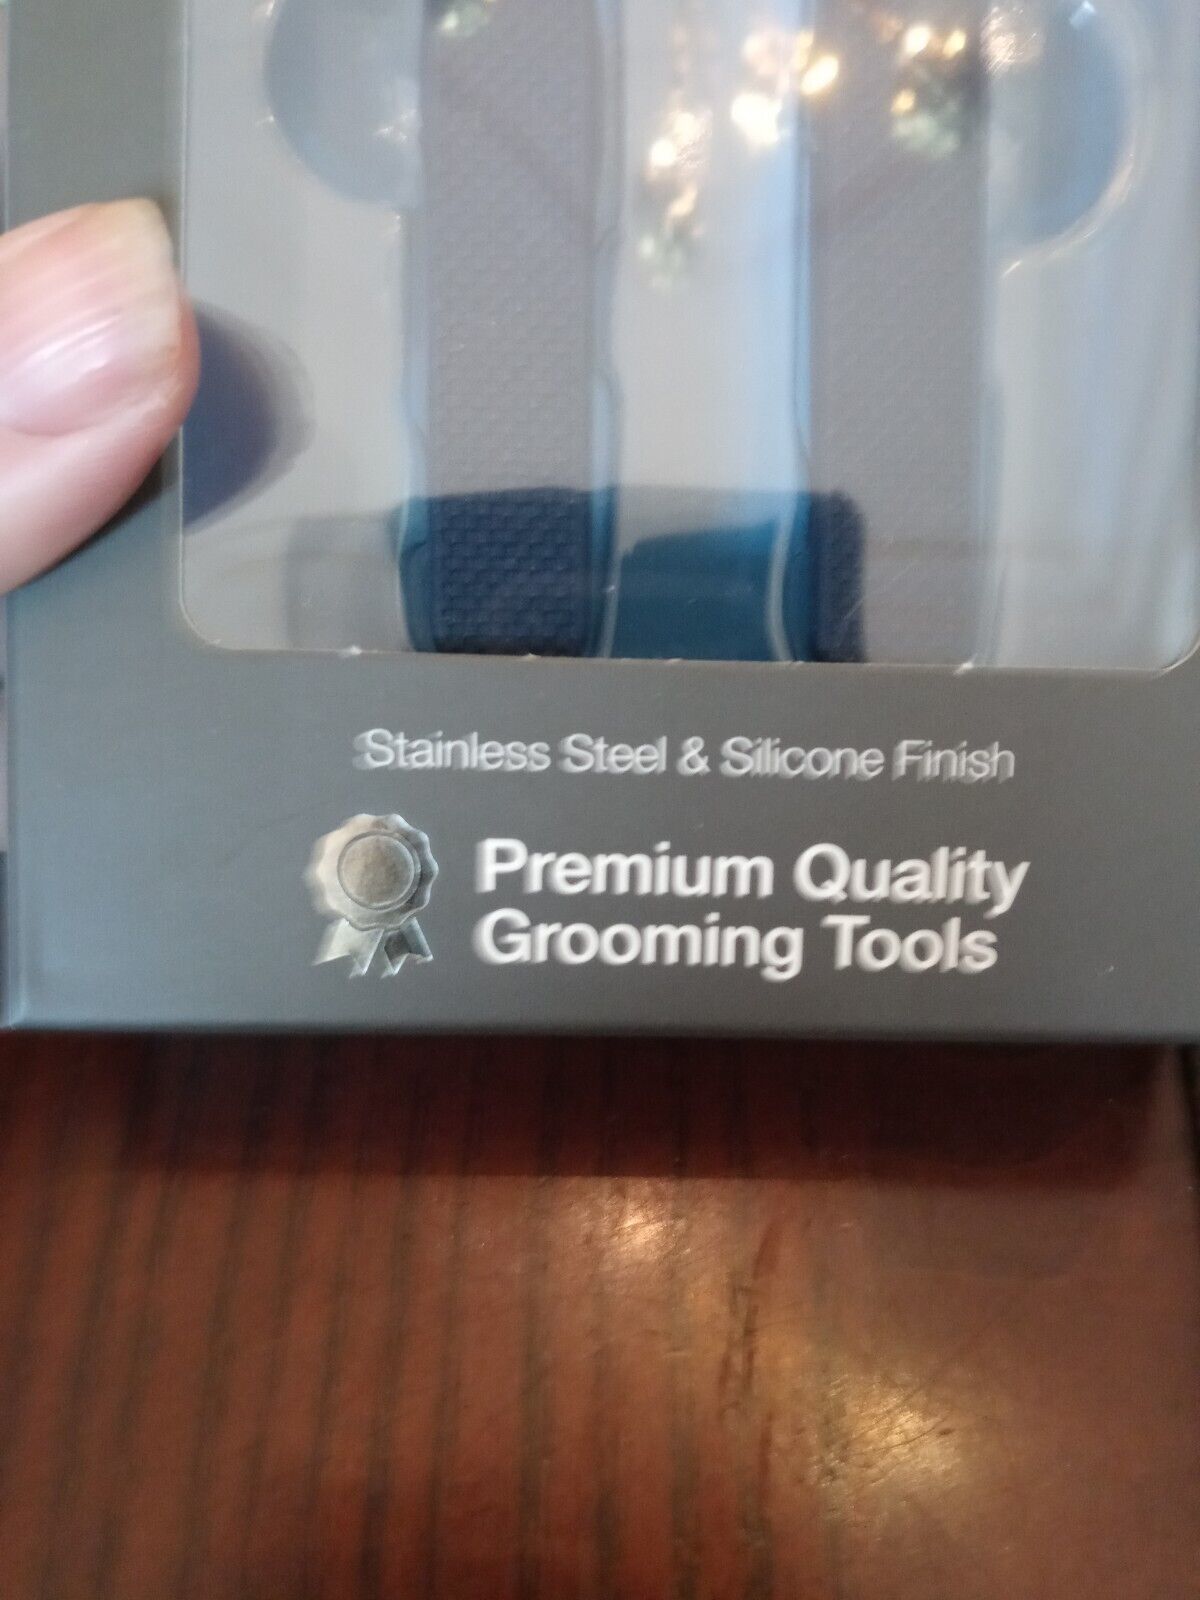 Stainless Steel & Silicone Finish
Premium Quality
Grooming Tools